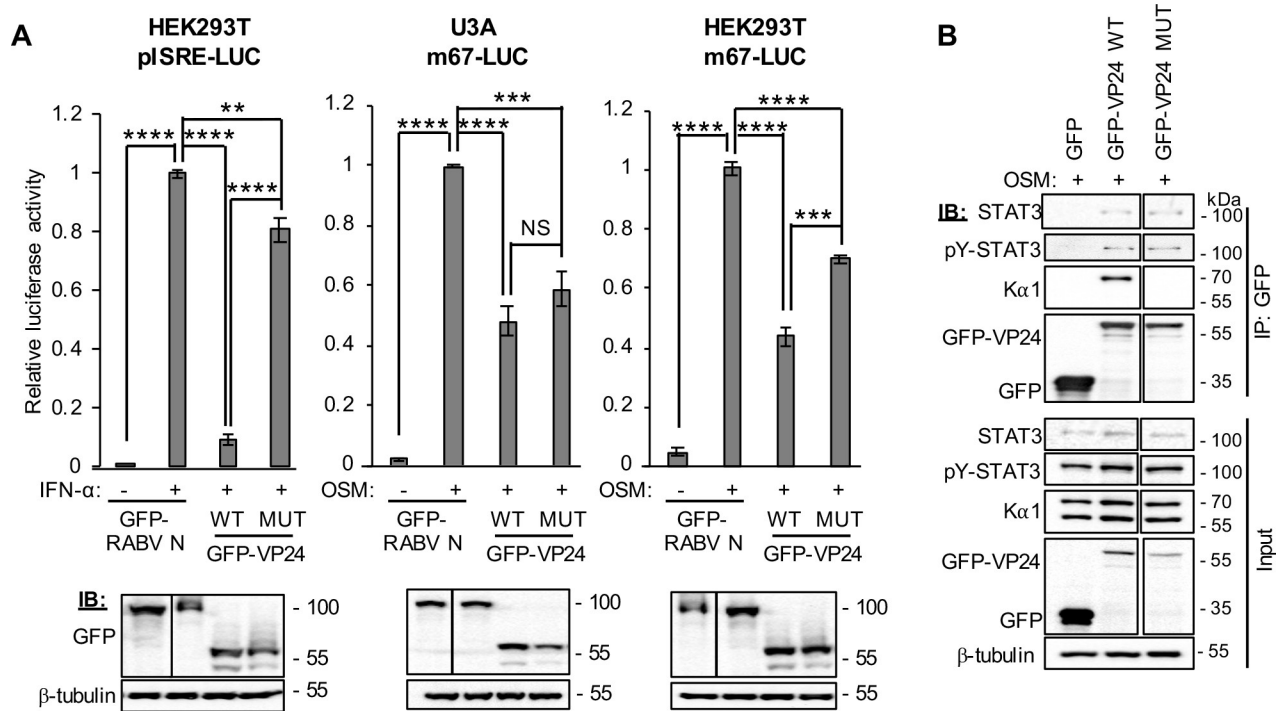 A
HEK293T
pISRE-LUC
U3A
m67-LUC
HEK293T
m67-LUC
Relative luciferase activity
1.2
1
0.8
0.6
0.4
0.2
0
**
**** ****
****
IFN-α: - + + +
GFP-
RABV N
WT MUT
GFP-VP24
1.2
1
0.8
0.6
0.4
0.2
0
***
**** ****
NS
OSM: - + + +
GFP-
RABV N
WT MUT
GFP-VP24
1.2
1
0.8
0.6
0.4
0.2
0
****
**** ****
***
OSM: - + + +
GFP-
RABV N
WT MUT
GFP-VP24
IB:
GFP
β-tubulin
- 100
- 55
- 55
- 100
- 55
- 55
- 100
- 55
- 55
B
GFP
GFP-VP24 WT
GFP-VP24 MUT
OSM: + + +
kDa
IB: STAT3 - 100
pY-STAT3 - 100
Kα1 - 70
- 55
GFP-VP24 - 55
GFP - 35
IP: GFP
STAT3 - 100
pY-STAT3 - 100
Kα1 - 70
- 55
GFP-VP24 - 55
GFP - 35
β-tubulin - 55
Input